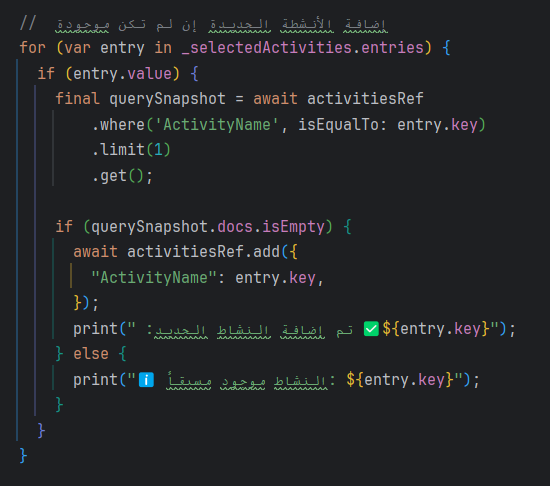 // إضافة الأنشطة الجديدة إن لم تكن موجودة
for (var entry in _selectedActivities.entries) {
if (entry.value) {
final querySnapshot = await activitiesRef
.where('ActivityName', isEqualTo: entry.key)
.limit(1)
.get();
if (querySnapshot.docs.isEmpty) {
await activitiesRef.add({
"ActivityName": entry.key,
});
print("✅ تم إضافة النشاط الجديد: ${entry.key}");
} else {
print("ℹ️ النشاط موجود مسبقاً: ${entry.key}");
}
}
}